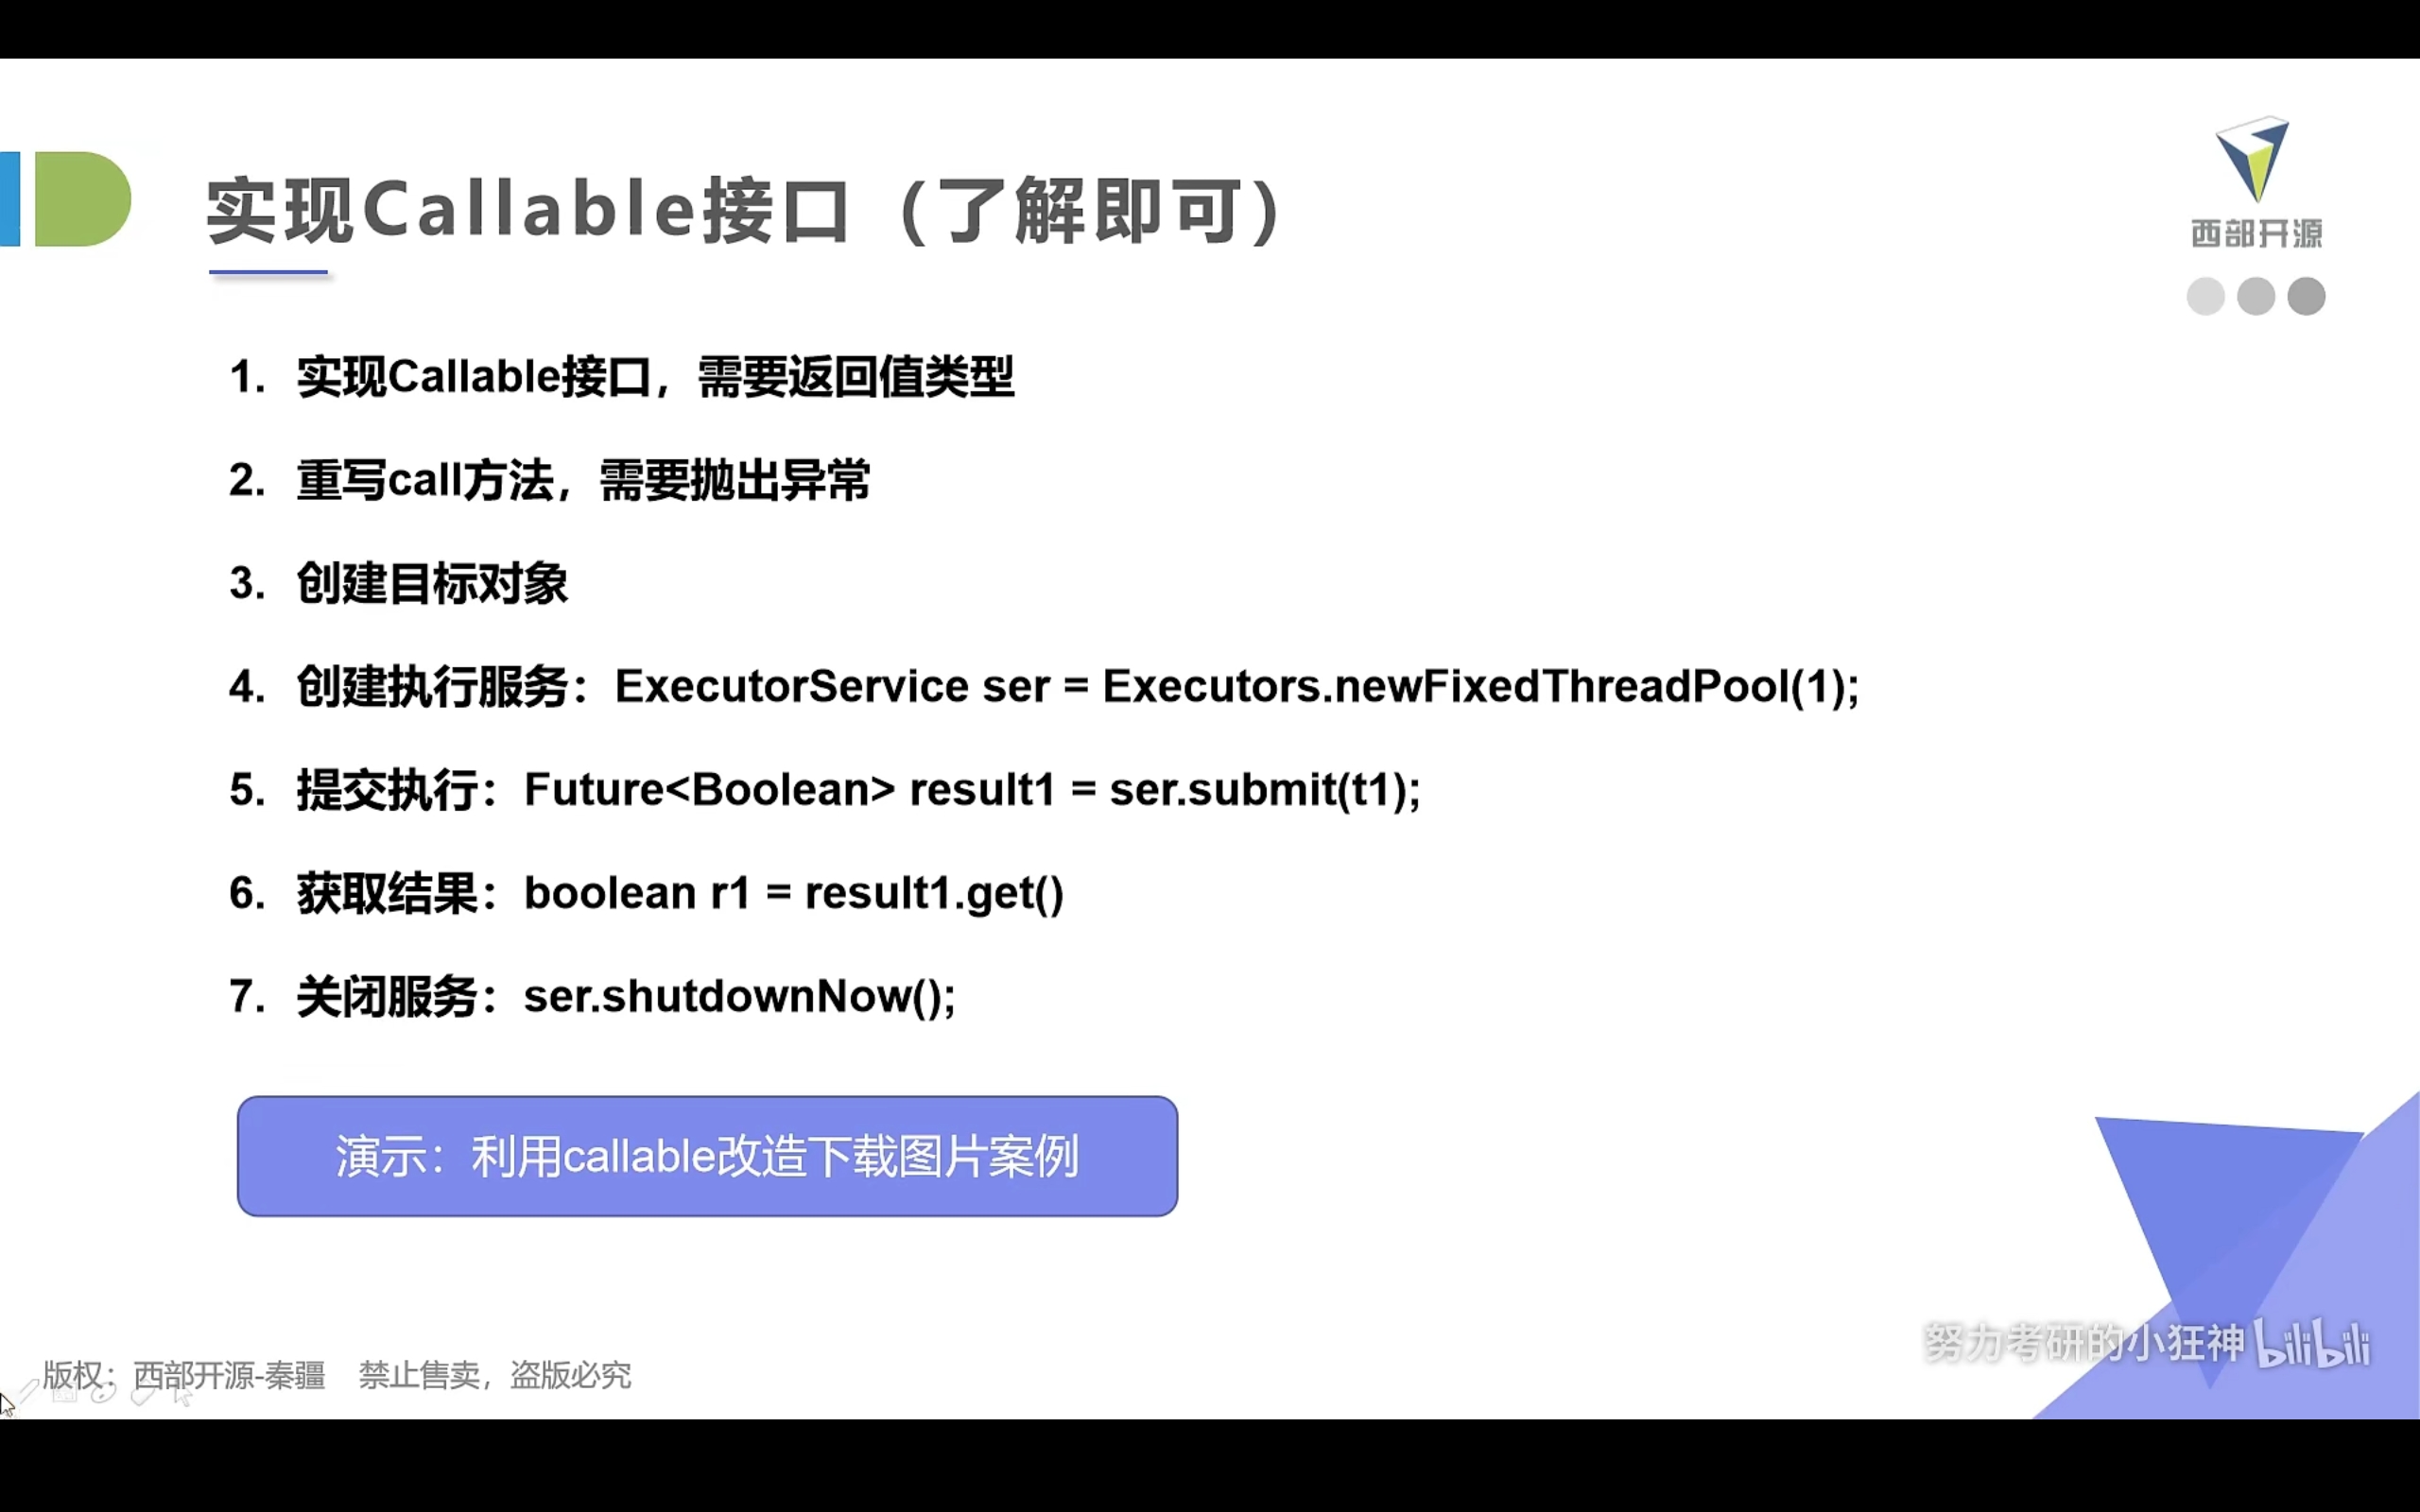 实现Callable接口（了解即可）
西部开源
1. 实现Callable接口，需要返回值类型
2. 重写call方法，需要抛出异常
3. 创建目标对象
4. 创建执行服务：ExecutorService ser = Executors.newFixedThreadPool(1);
5. 提交执行：Future<Boolean> result1 = ser.submit(t1);
6. 获取结果：boolean r1 = result1.get()
7. 关闭服务：ser.shutdownNow();
演示：利用callable改造下载图片案例
努力考研的小狂神 bilibili
版权：西部开源-秦疆 禁止售卖，盗版必究